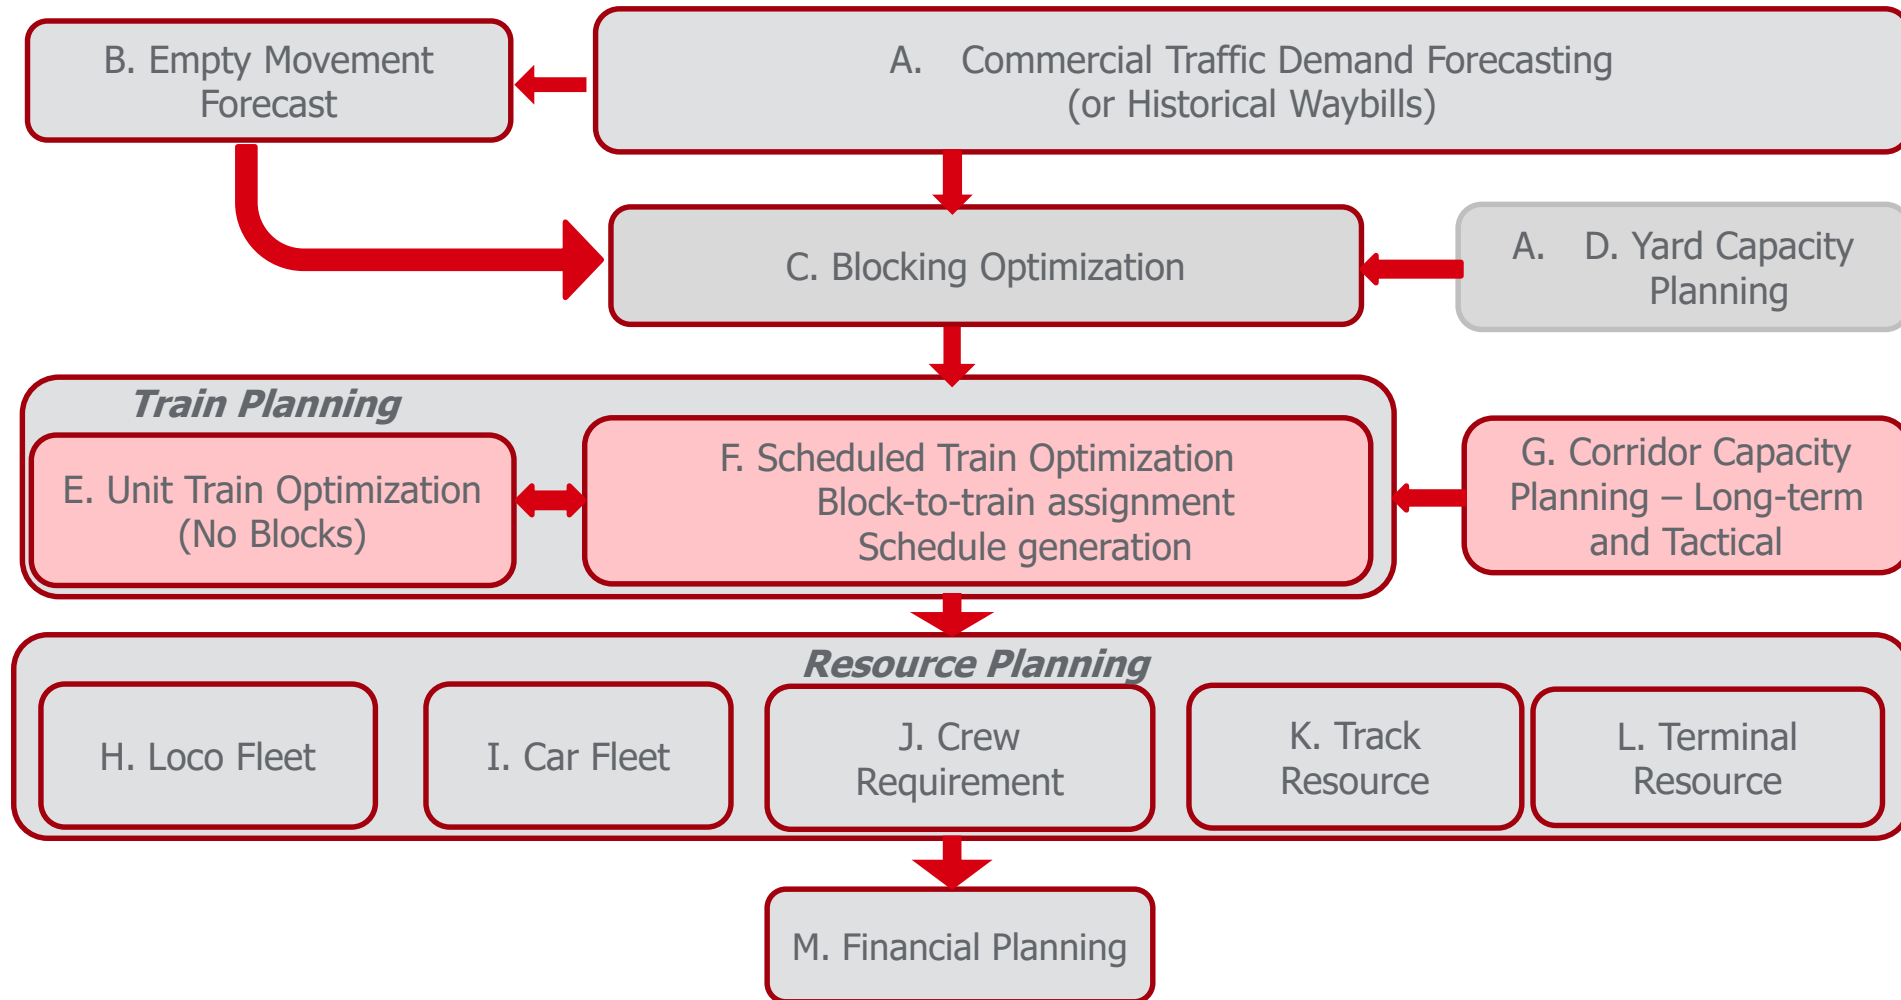 B. Empty Movement
Forecast
A. Commercial Traffic Demand Forecasting
(or Historical Waybills)
C. Blocking Optimization
A. D. Yard Capacity
Planning
Train Planning
E. Unit Train Optimization
(No Blocks)
F. Scheduled Train Optimization
Block-to-train assignment
Schedule generation
G. Corridor Capacity
Planning – Long-term
and Tactical
Resource Planning
H. Loco Fleet
I. Car Fleet
J. Crew
Requirement
K. Track
Resource
L. Terminal
Resource
M. Financial Planning